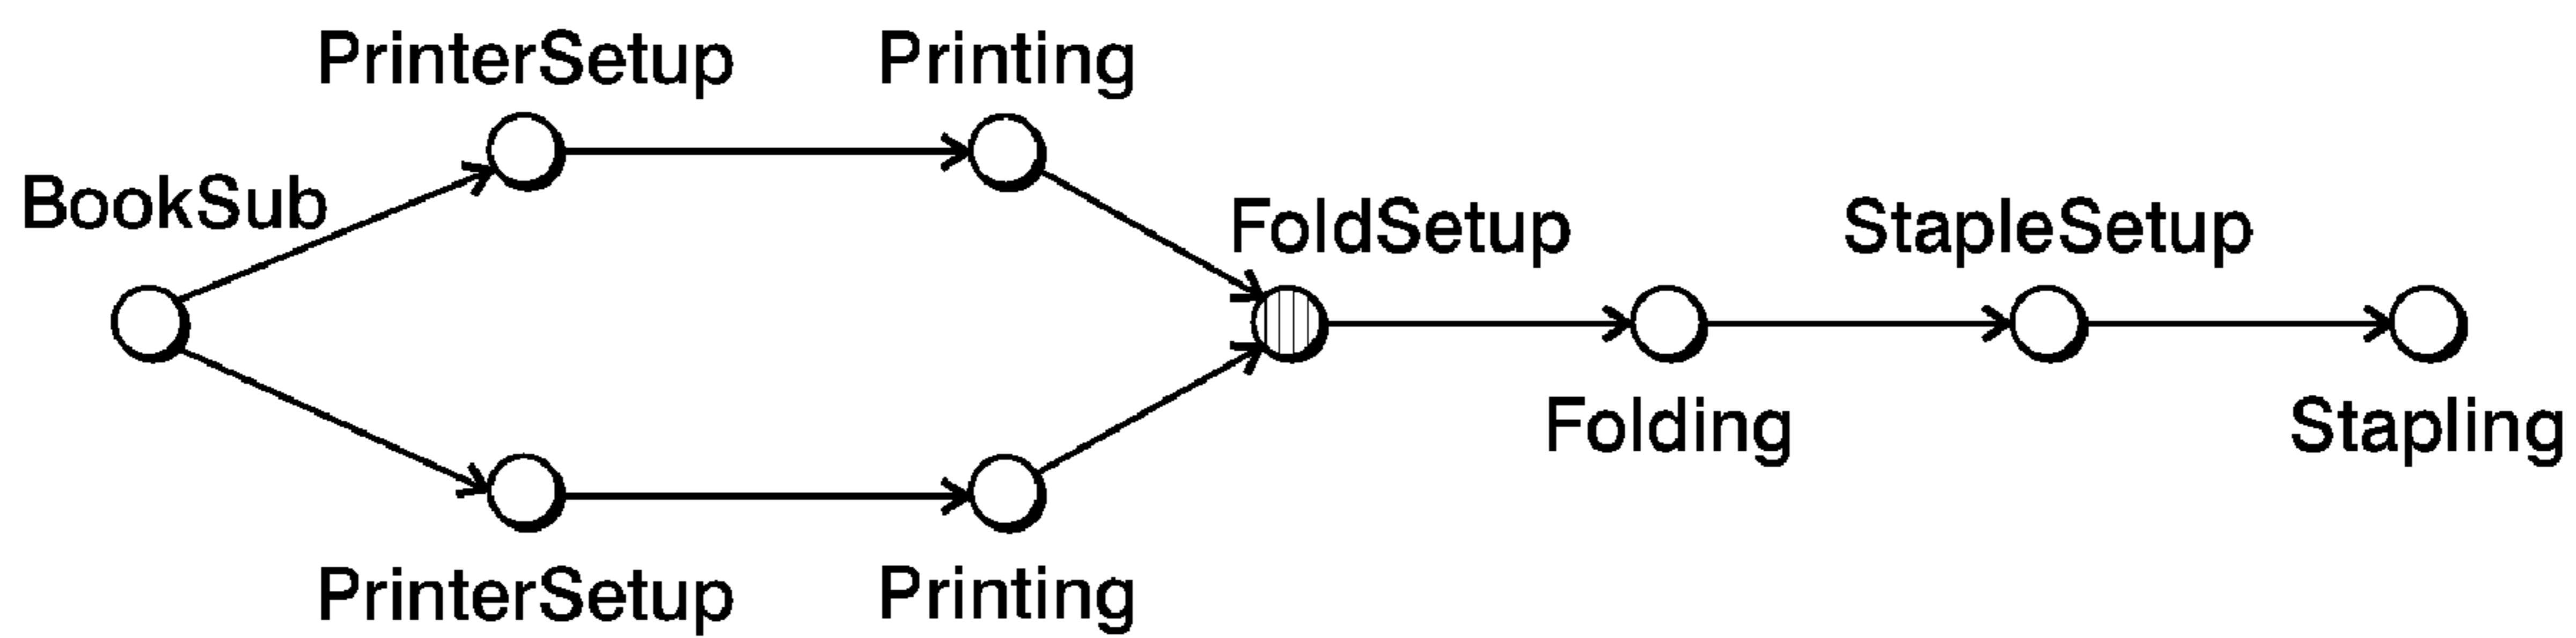 PrinterSetup
Printing
BookSub
FoldSetup
StapleSetup
Folding
Stapling
PrinterSetup
Printing